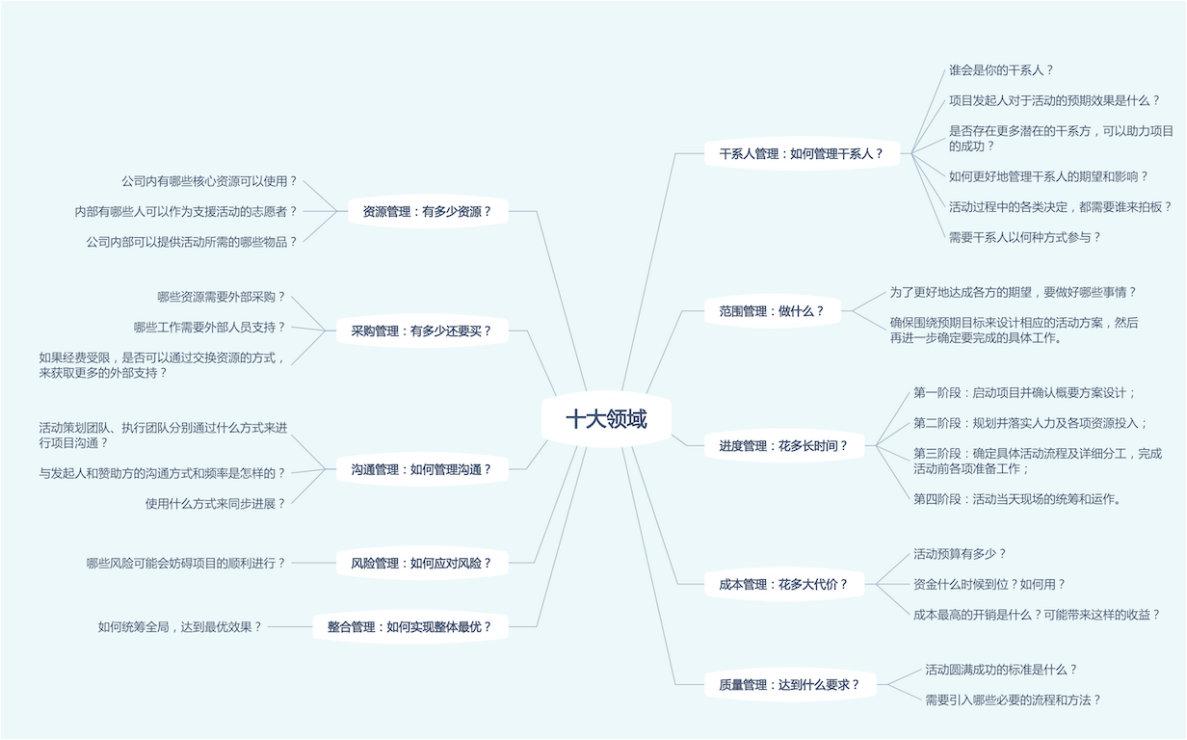 十大领域
干系人管理：如何管理干系人？
谁会是你的干系人？
项目发起人对于活动的预期效果是什么？
是否存在更多潜在的干系方，可以助力项目
的成功？
如何更好地管理干系人的期望和影响？
活动过程中的各类决定，都需要谁来拍板？
需要干系人以何种方式参与？
范围管理：做什么？
为了更好地达成各方的期望，要做好哪些事情？
确保围绕预期目标来设计相应的活动方案，然后
再进一步确定要完成的具体工作。
进度管理：花多长时间？
第一阶段：启动项目并确认概要方案设计；
第二阶段：规划并落实人力及各项资源投入；
第三阶段：确定具体活动流程及详细分工，完成
活动前各项准备工作；
第四阶段：活动当天现场的统筹和运作。
成本管理：花多大代价？
活动预算有多少？
资金什么时候到位？如何用？
成本最高的开销是什么？可能带来这样的收益？
质量管理：达到什么要求？
活动圆满成功的标准是什么？
需要引入哪些必要的流程和方法？
资源管理：有多少资源？
公司内有哪些核心资源可以使用？
内部有哪些人可以作为支援活动的志愿者？
公司内部可以提供活动所需的哪些物品？
采购管理：有多少还要买？
哪些资源需要外部采购？
哪些工作需要外部人员支持？
如果经费受限，是否可以通过交换资源的方式，
来获取更多的外部支持？
沟通管理：如何管理沟通？
活动策划团队、执行团队分别通过什么方式来进
行项目沟通？
与发起人和赞助方的沟通方式和频率是怎样的？
使用什么方式来同步进展？
风险管理：如何应对风险？
哪些风险可能会妨碍项目的顺利进行？
整合管理：如何实现整体最优？
如何统筹全局，达到最优效果？